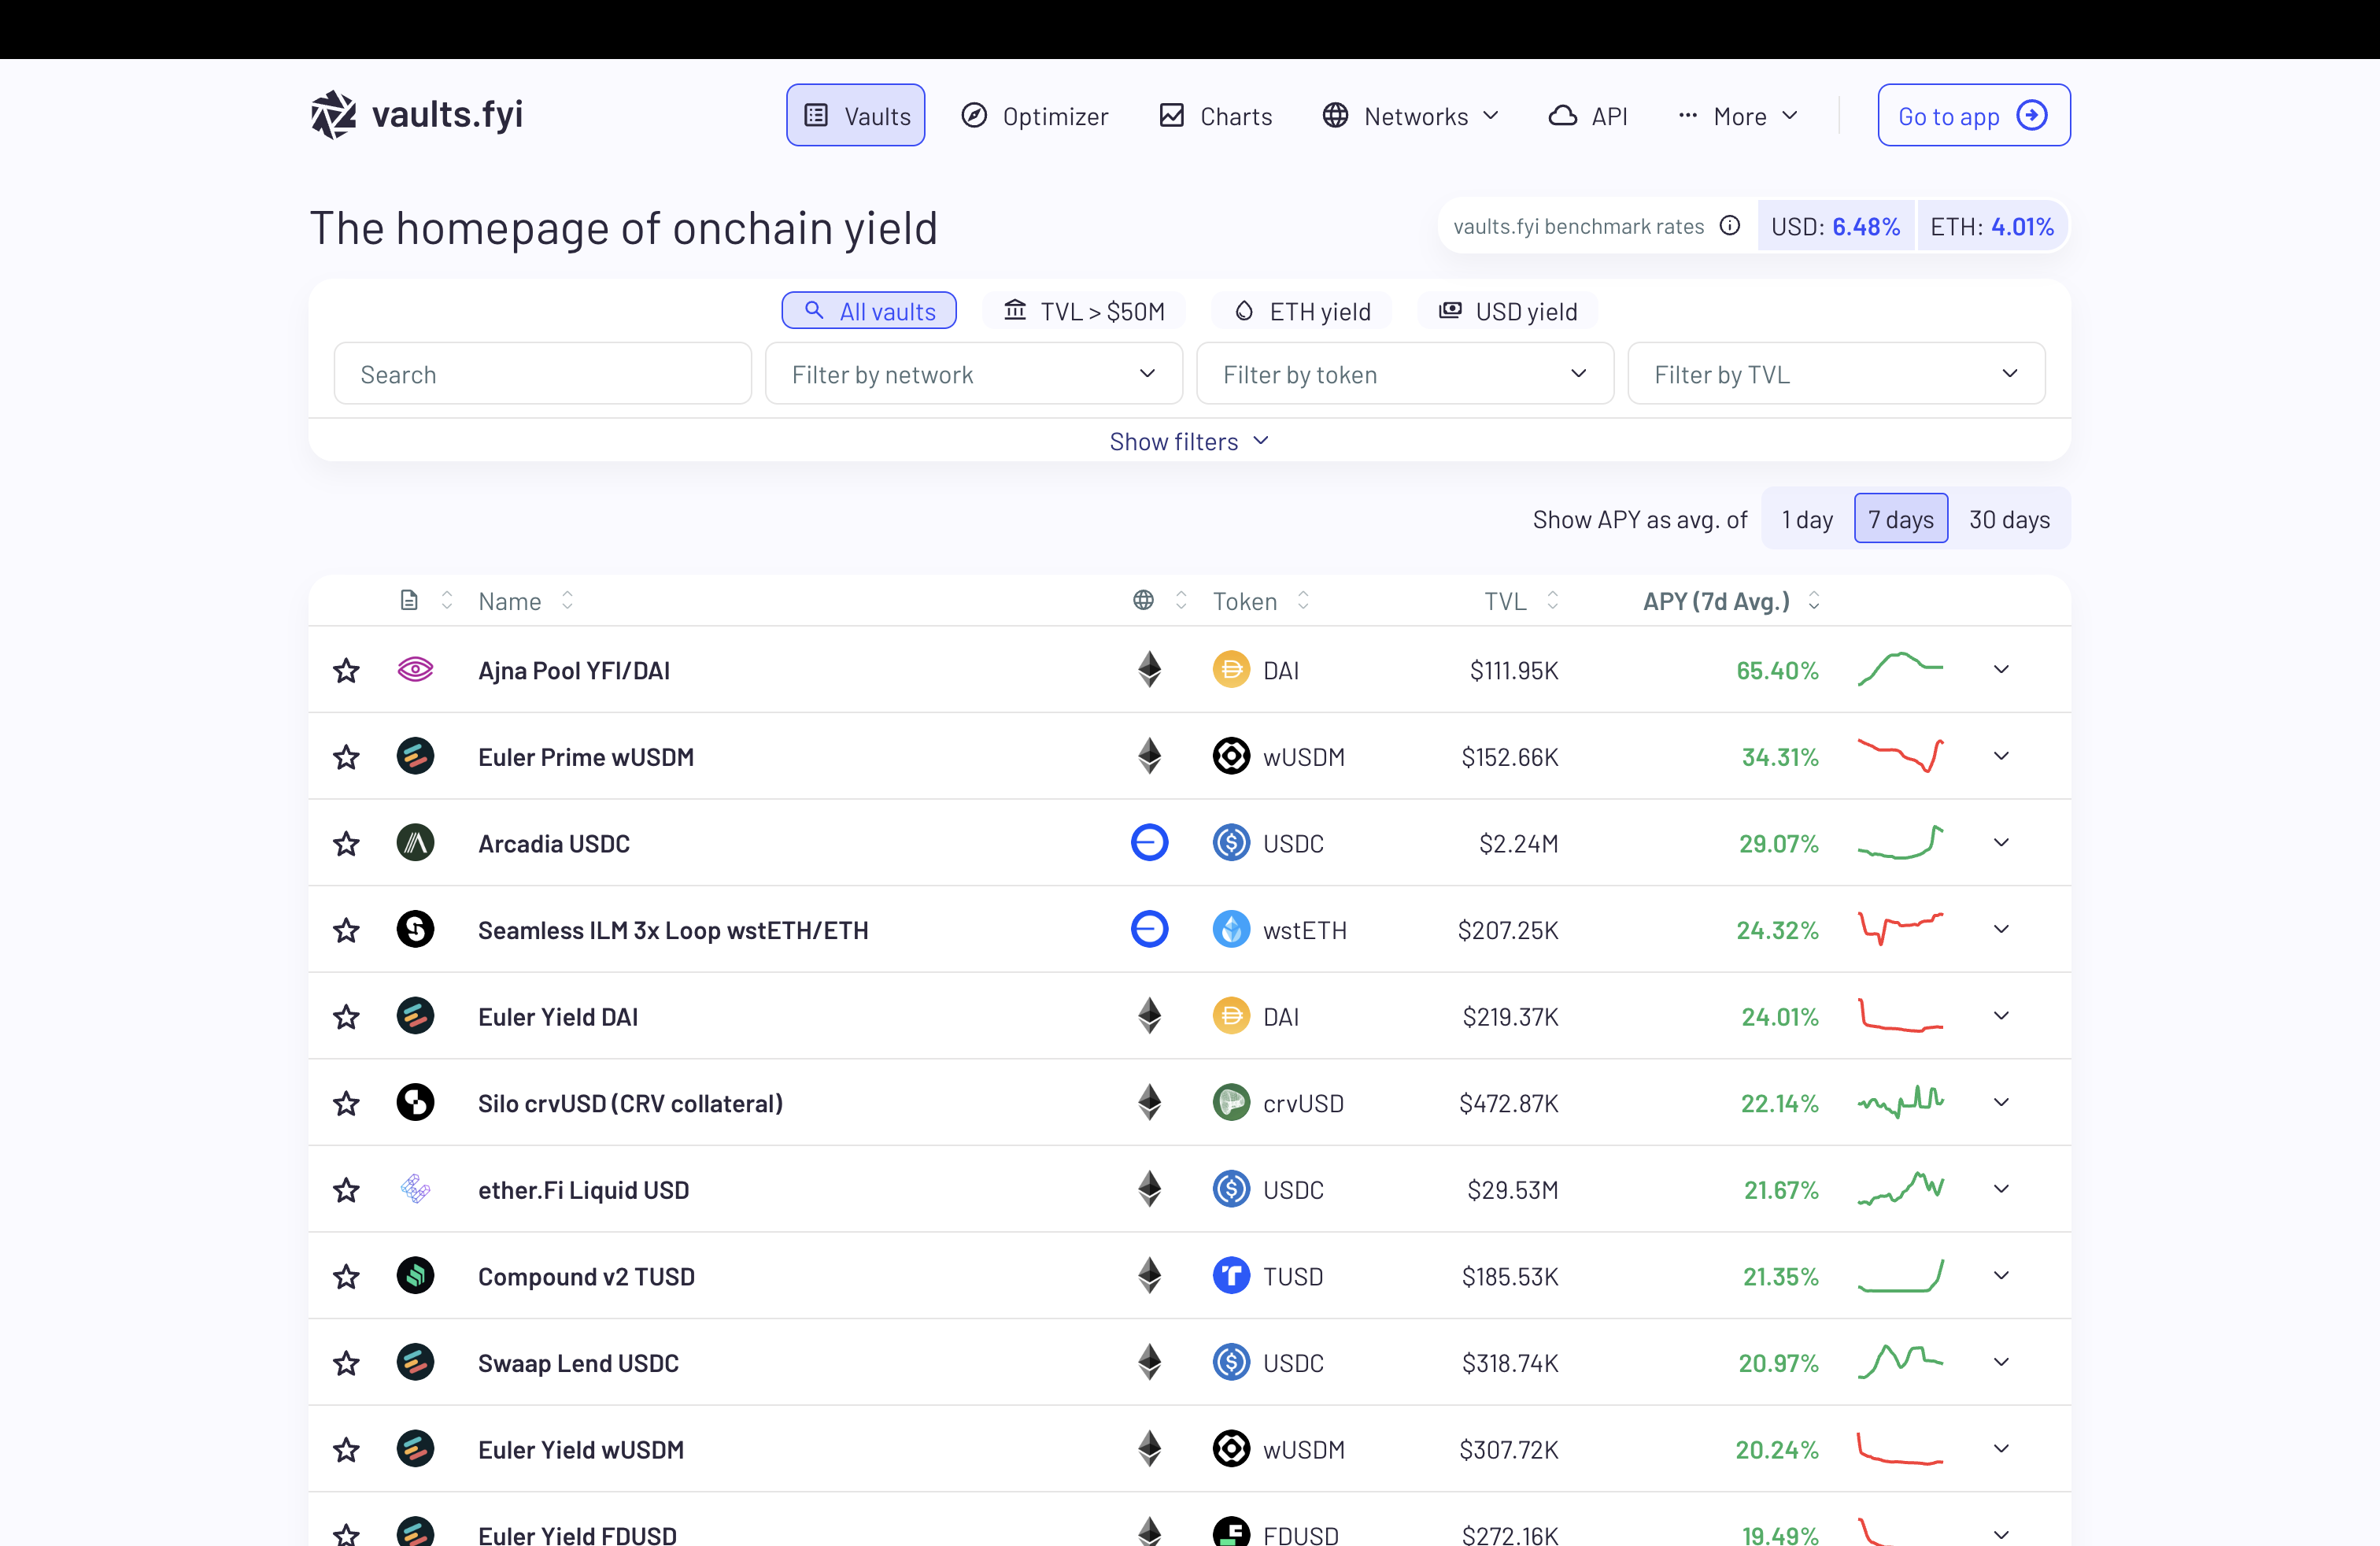 vaults.fyi
Vaults Optimizer Charts Networks API More Go to app
The homepage of onchain yield
vaults.fyi benchmark rates USD: 6.48% ETH: 4.01%
All vaults TVL > $50M ETH yield USD yield
Search Filter by network Filter by token Filter by TVL
Show filters
Show APY as avg. of 1 day 7 days 30 days
Name Token TVL APY (7d Avg.)
Ajna Pool YFI/DAI DAI $111.95K 65.40%
Euler Prime wUSDM wUSDM $152.66K 34.31%
Arcadia USDC USDC $2.24M 29.07%
Seamless ILM 3x Loop wstETH/ETH wstETH $207.25K 24.32%
Euler Yield DAI DAI $219.37K 24.01%
Silo crvUSD (CRV collateral) crvUSD $472.87K 22.14%
ether.Fi Liquid USD USDC $29.53M 21.67%
Compound v2 TUSD TUSD $185.53K 21.35%
Swaap Lend USDC USDC $318.74K 20.97%
Euler Yield wUSDM wUSDM $307.72K 20.24%
Euler Yield FDUSD FDUSD $272.16K 19.49%